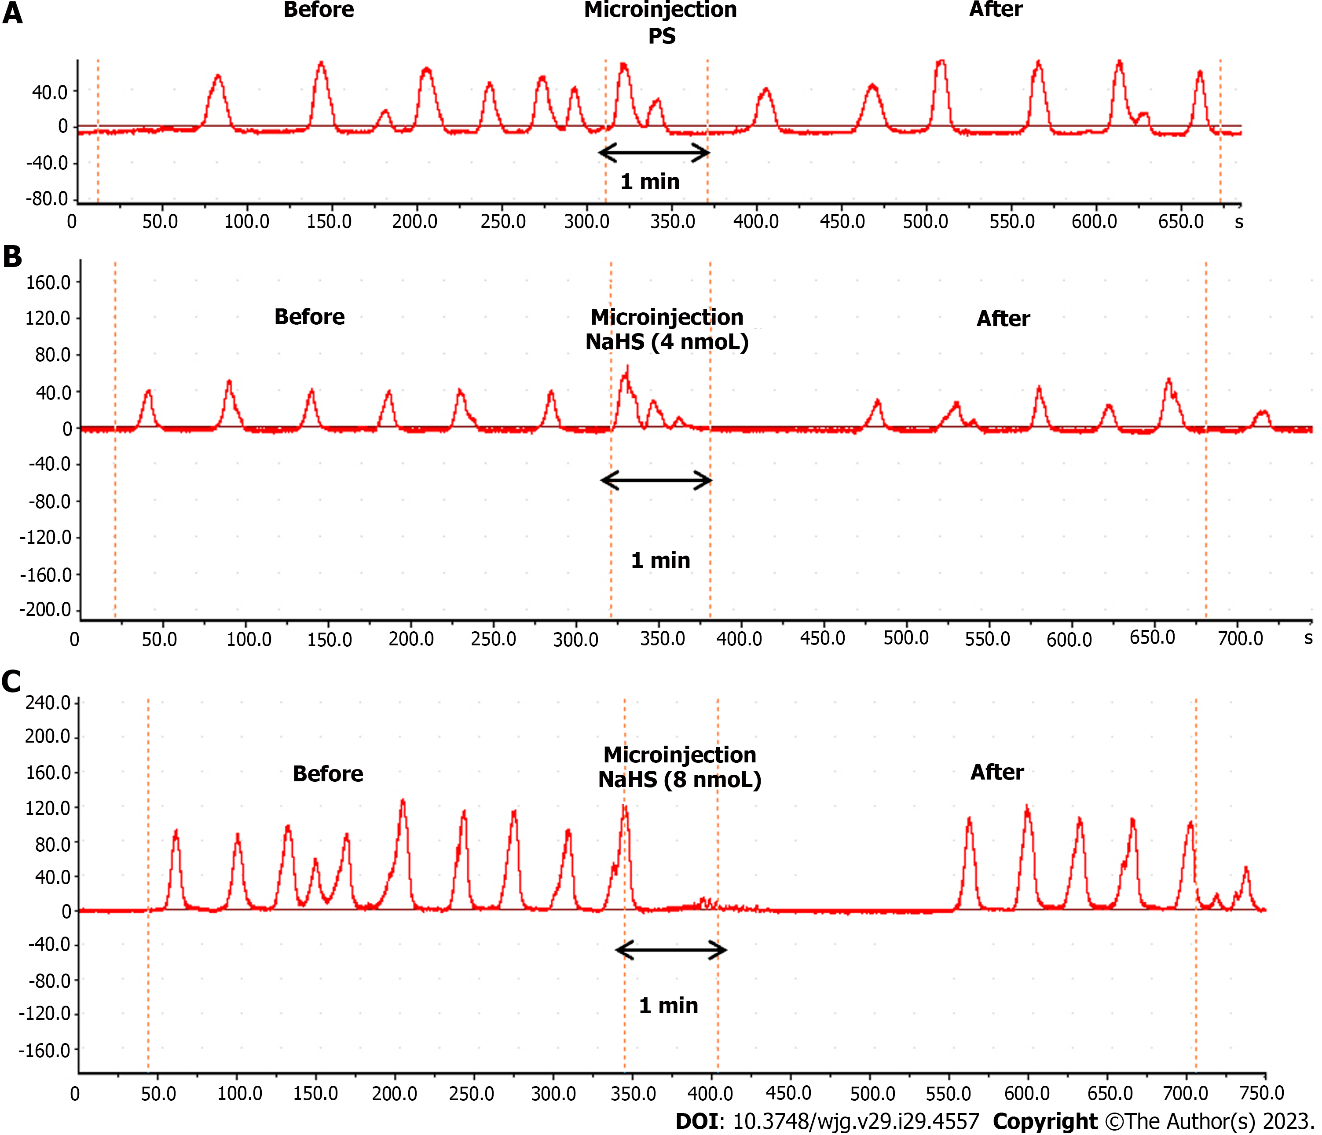 A
Before Microinjection After
PS
40.0
0
-40.0
1 min
-80.0
0 50.0 100.0 150.0 200.0 250.0 300.0 350.0 400.0 450.0 500.0 550.0 600.0 650.0 s
B
160.0
Before Microinjection After
120.0
NaHS (4 nmoL)
80.0
40.0
0
-40.0
-80.0
-120.0
1 min
-160.0
-200.0
0 50.0 100.0 150.0 200.0 250.0 300.0 350.0 400.0 450.0 500.0 550.0 600.0 650.0 700.0 s
C
240.0
200.0
Microinjection
Before NaHS (8 nmoL) After
160.0
120.0
80.0
40.0
0
-40.0
-80.0
1 min
-120.0
-160.0
0 50.0 100.0 150.0 200.0 250.0 300.0 350.0 400.0 450.0 500.0 550.0 600.0 650.0 700.0 750.0
DOI: 10.3748/wjg.v29.i29.4557 Copyright ©The Author(s) 2023.